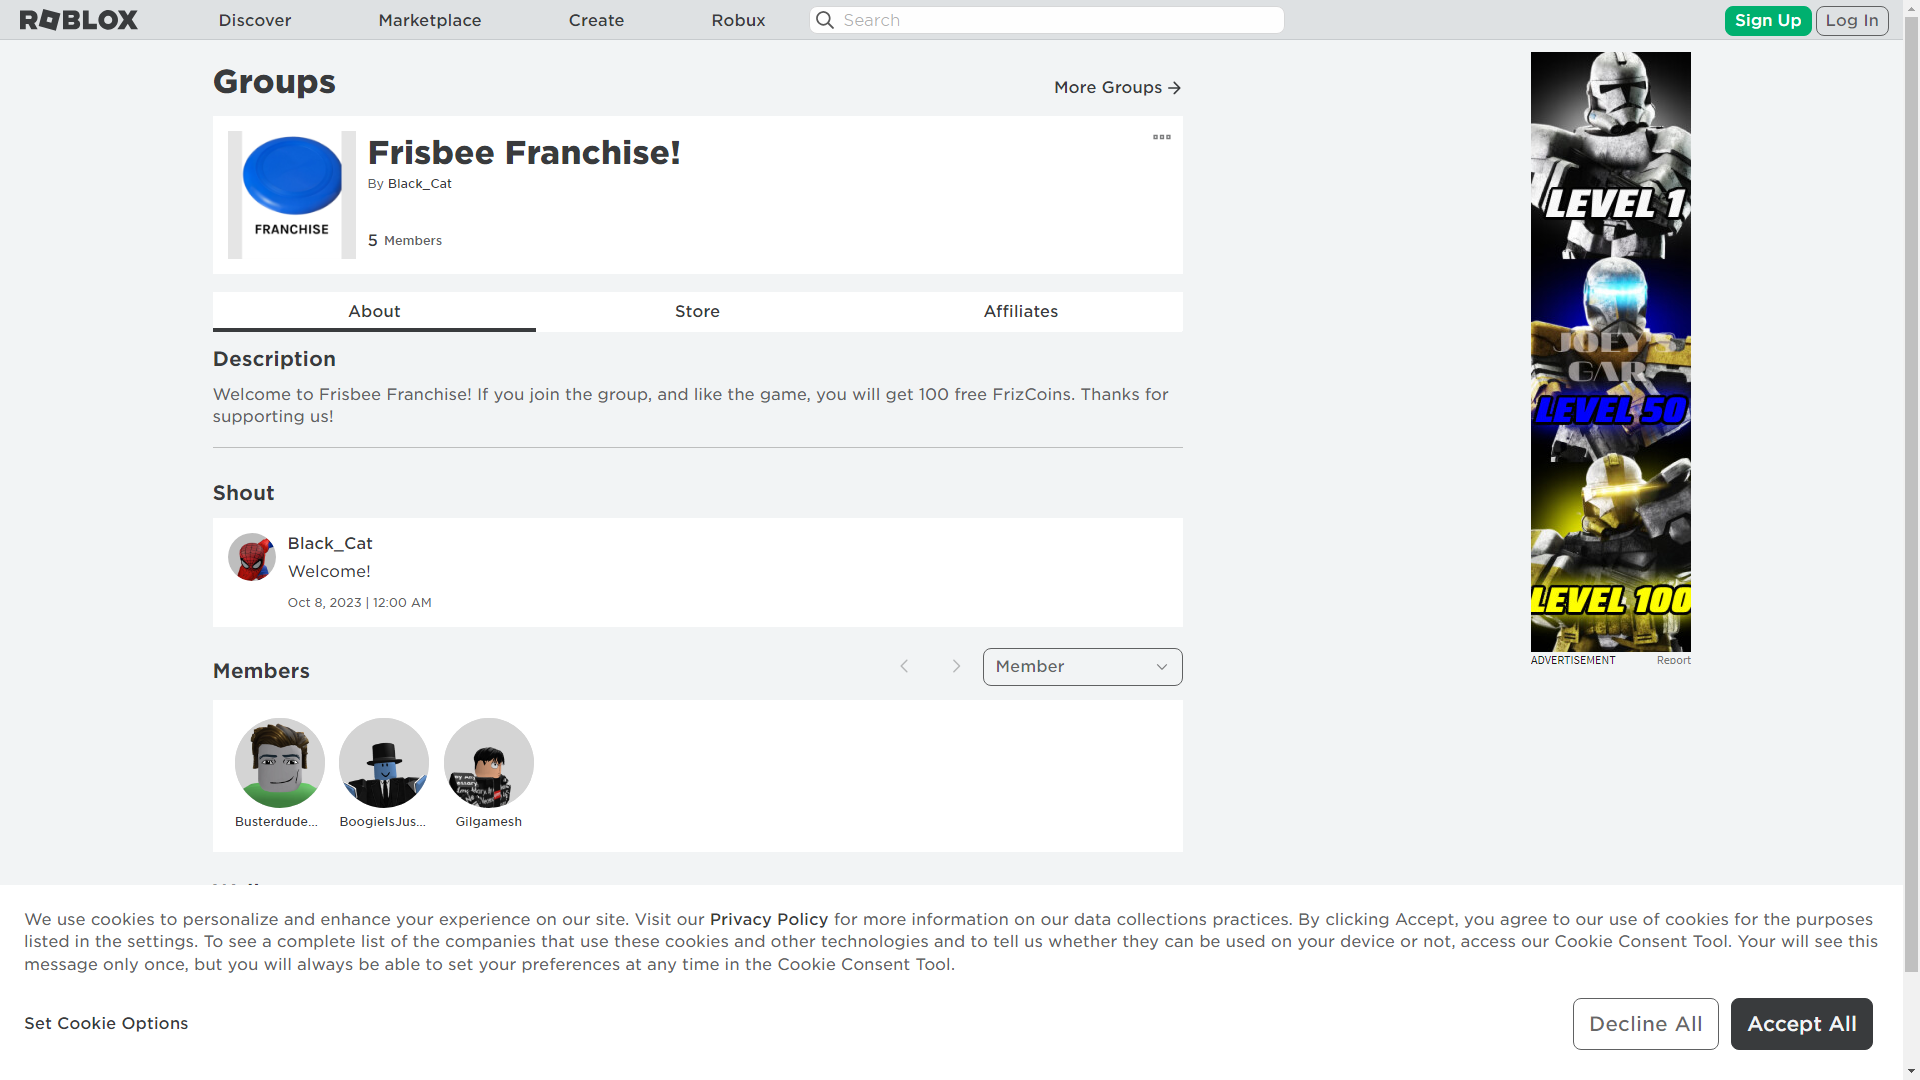 ROBLOX
Discover
Marketplace
Create
Robux
Search
Sign Up
Log In
Groups
More Groups
FRANCHISE
Frisbee Franchise!
By Black_Cat
5 Members
About
Store
Affiliates
Description
Welcome to Frisbee Franchise! If you join the group, and like the game, you will get 100 free FrizCoins. Thanks for
supporting us!
Shout
Black_Cat
Welcome!
Oct 8, 2023 | 12:00 AM
Members
Member
Busterdude...
BoogieIsJus...
Gilgamesh
LEVEL 1
JOEY'S
GAR
LEVEL 50
LEVEL 100
ADVERTISEMENT
Report
We use cookies to personalize and enhance your experience on our site. Visit our Privacy Policy for more information on our data collections practices. By clicking Accept, you agree to our use of cookies for the purposes
listed in the settings. To see a complete list of the companies that use these cookies and other technologies and to tell us whether they can be used on your device or not, access our Cookie Consent Tool. Your will see this
message only once, but you will always be able to set your preferences at any time in the Cookie Consent Tool.
Set Cookie Options
Decline All
Accept All